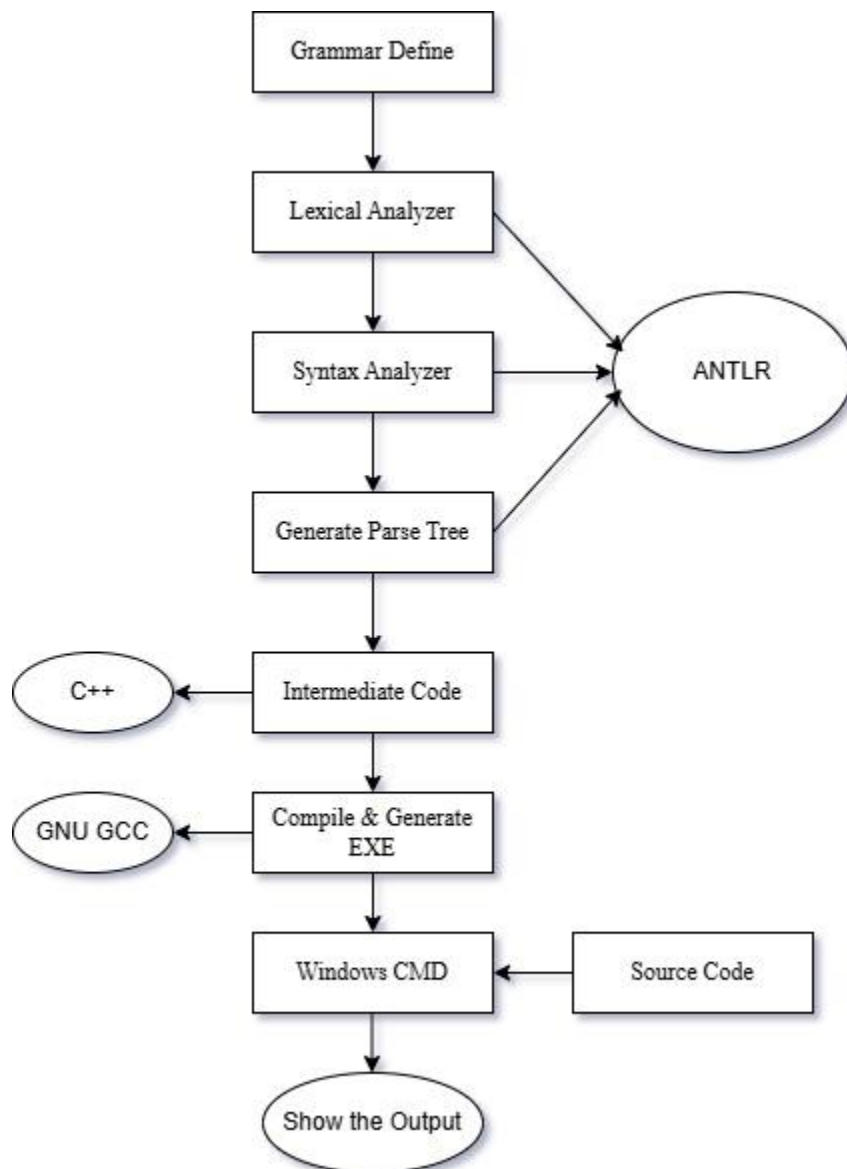 Grammar Define
Lexical Analyzer
Syntax Analyzer
ANTLR
Generate Parse Tree
C++
Intermediate Code
GNU GCC
Compile & Generate
EXE
Windows CMD
Source Code
Show the Output